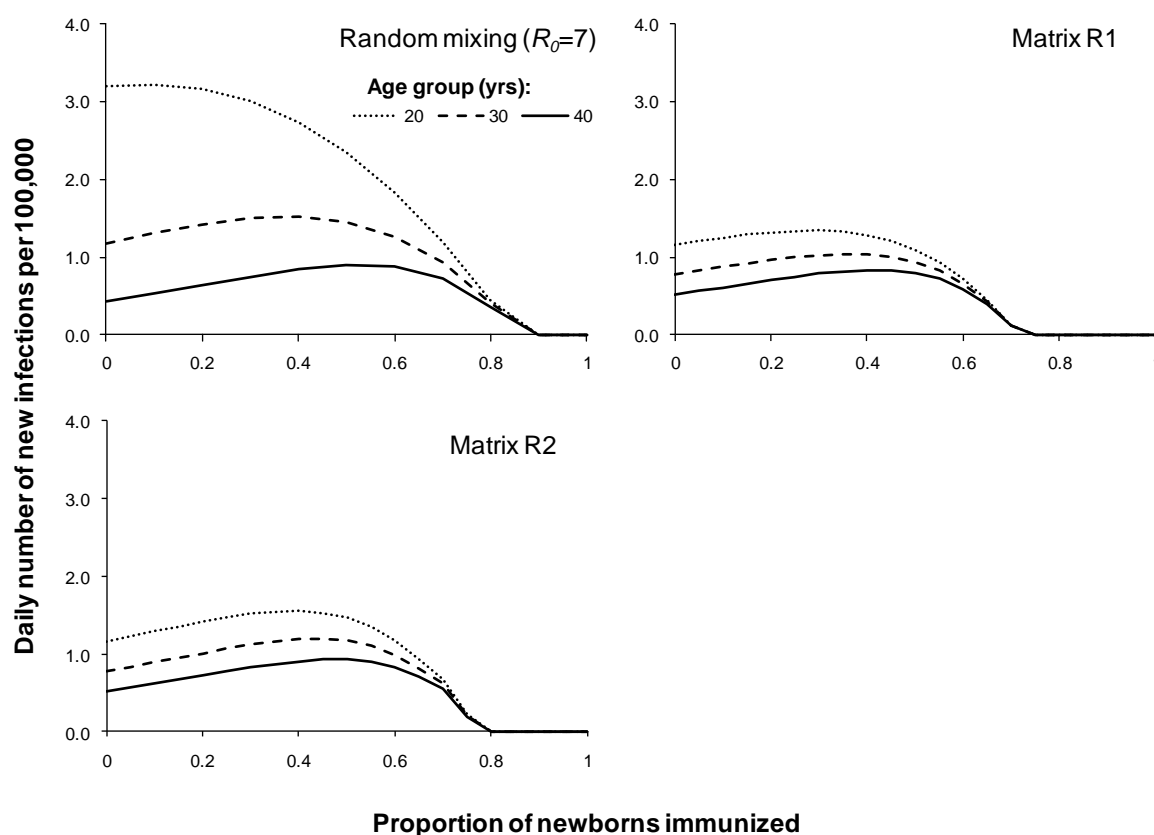 Daily number of new infections per 100,000
4.0
3.0
2.0
1.0
0.0
0 0.2 0.4 0.6 0.8 1
Random mixing (R0=7)
Age group (yrs):
20 30 40
4.0
3.0
2.0
1.0
0.0
0 0.2 0.4 0.6 0.8
Matrix R1
4.0
3.0
2.0
1.0
0.0
0 0.2 0.4 0.6 0.8 1
Matrix R2
Proportion of newborns immunized